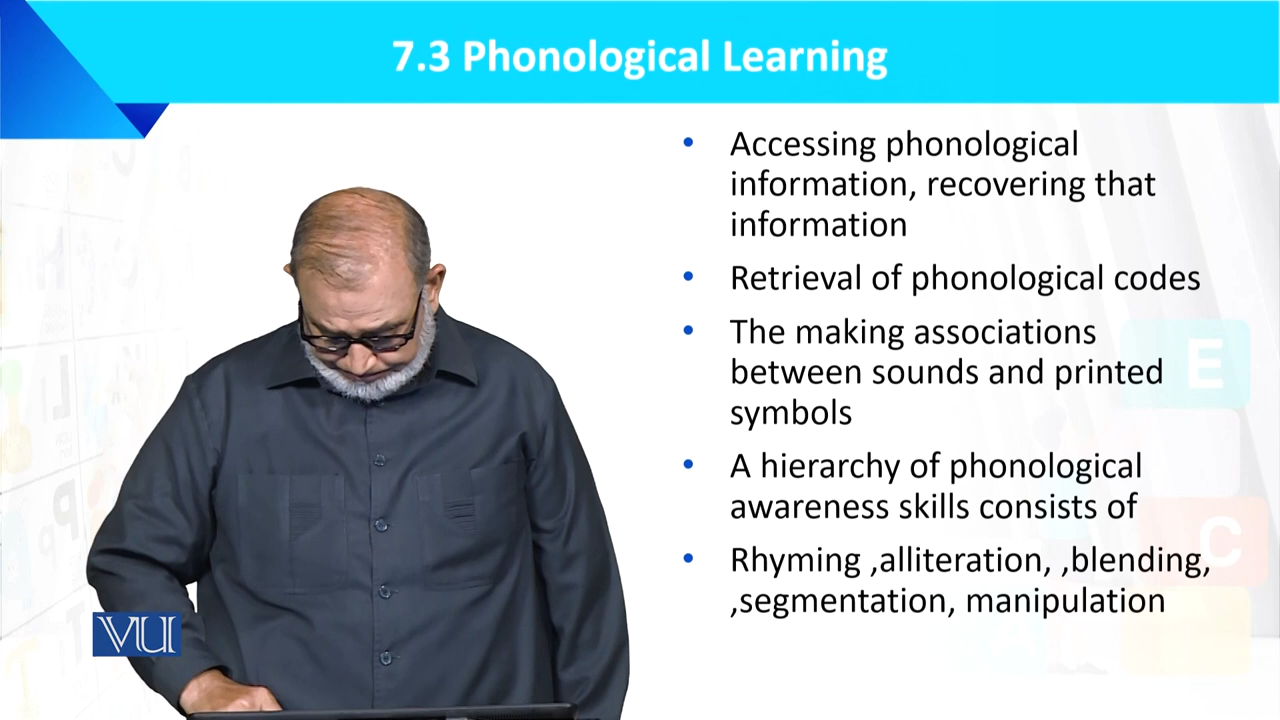 7.3 Phonological Learning
• Accessing phonological
information, recovering that
information
• Retrieval of phonological codes
• The making associations
between sounds and printed
symbols
• A hierarchy of phonological
awareness skills consists of
• Rhyming ,alliteration, ,blending,
,segmentation, manipulation
VU
E
C